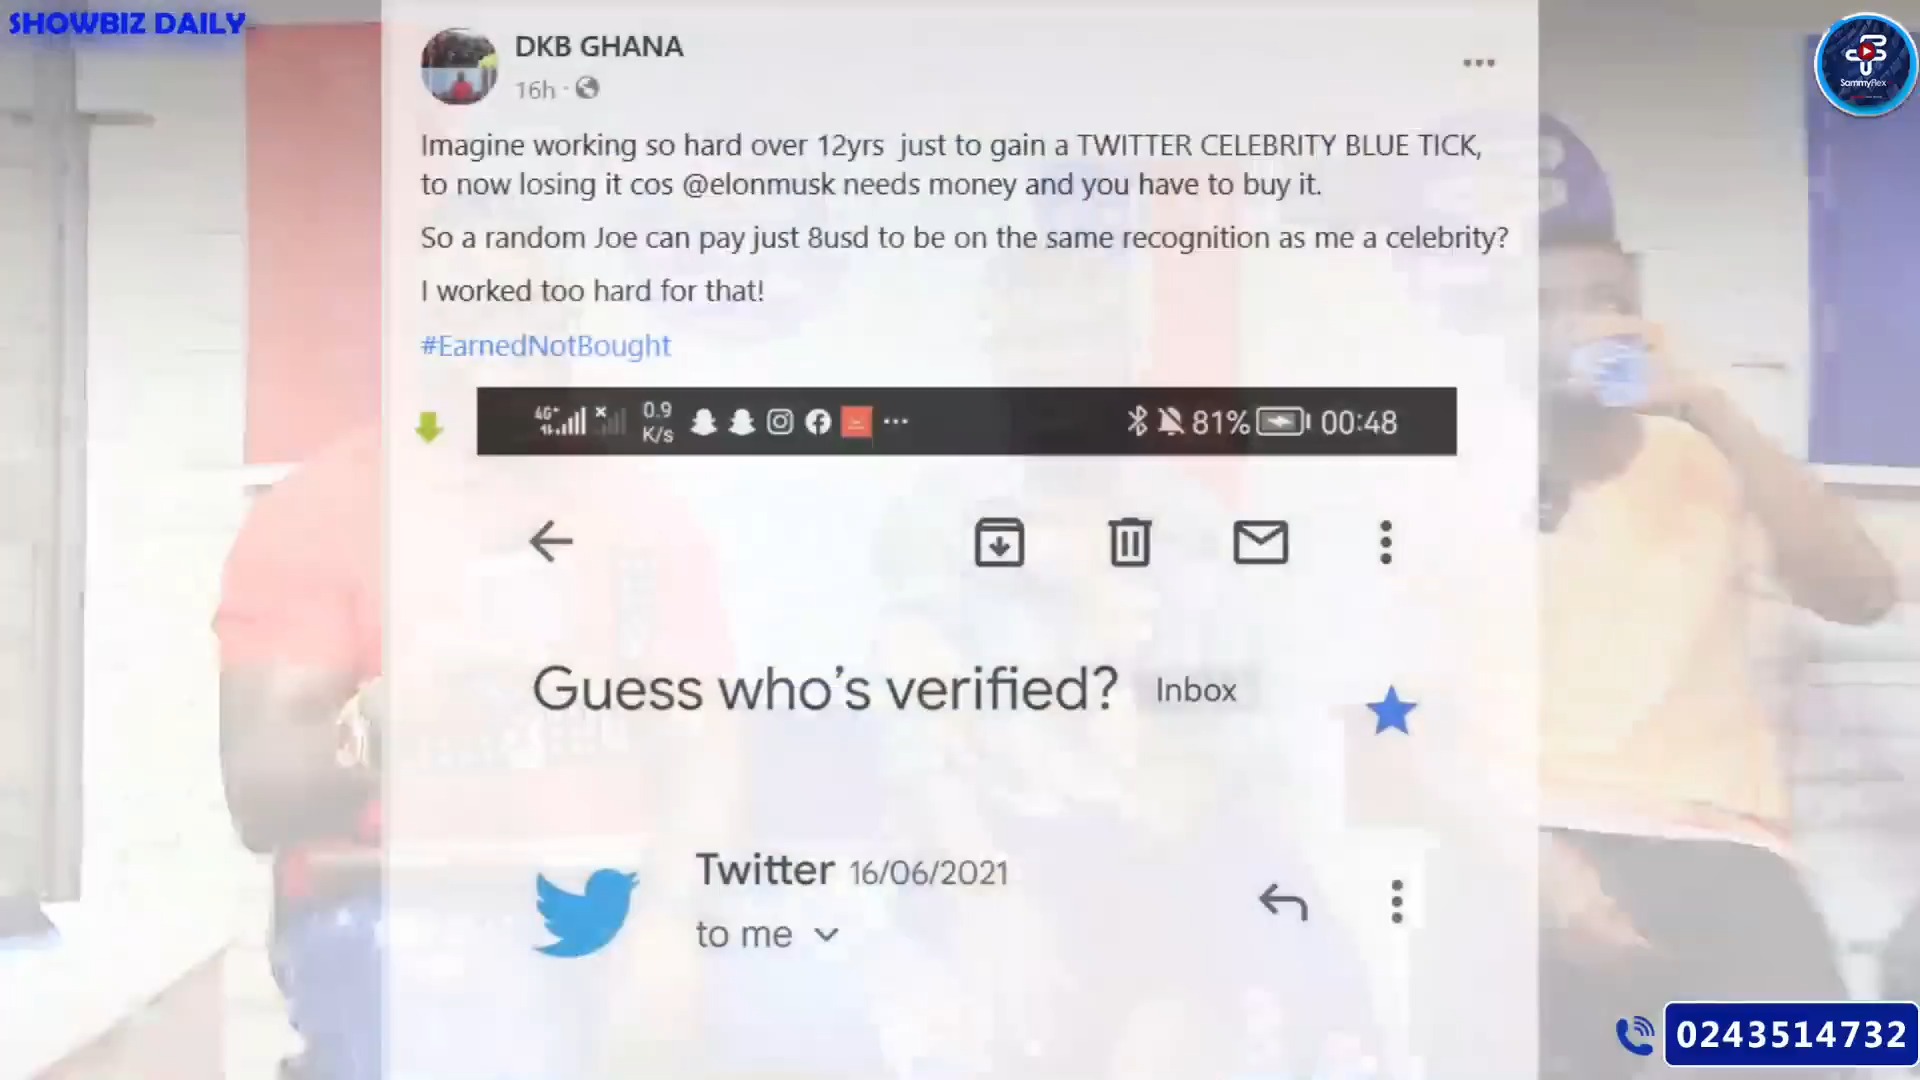 SHOWBIZ DAILY
SammyFlex
DKB GHANA
16h
Imagine working so hard over 12yrs just to gain a TWITTER CELEBRITY BLUE TICK,
to now losing it cos @elonmusk needs money and you have to buy it.
So a random Joe can pay just 8usd to be on the same recognition as me a celebrity?
I worked too hard for that!
#EarnedNotBought
4G+ 0.9 K/s 81% 00:48
Guess who's verified? Inbox
Twitter 16/06/2021
to me
0243514732